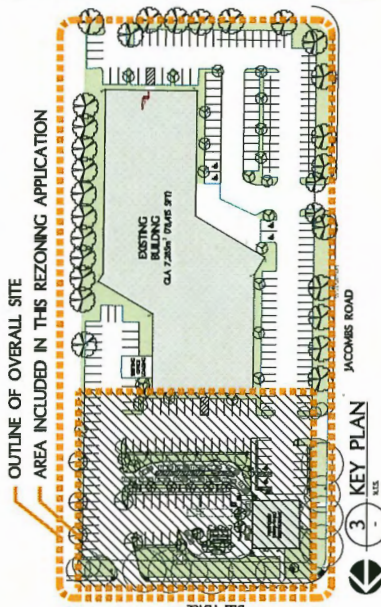 OUTLINE OF OVERALL SITE
AREA INCLUDED IN THIS REZONING APPLICATION
EXISTING
BUILDING
JACOMBS ROAD
3
KEY PLAN
N.T.S.